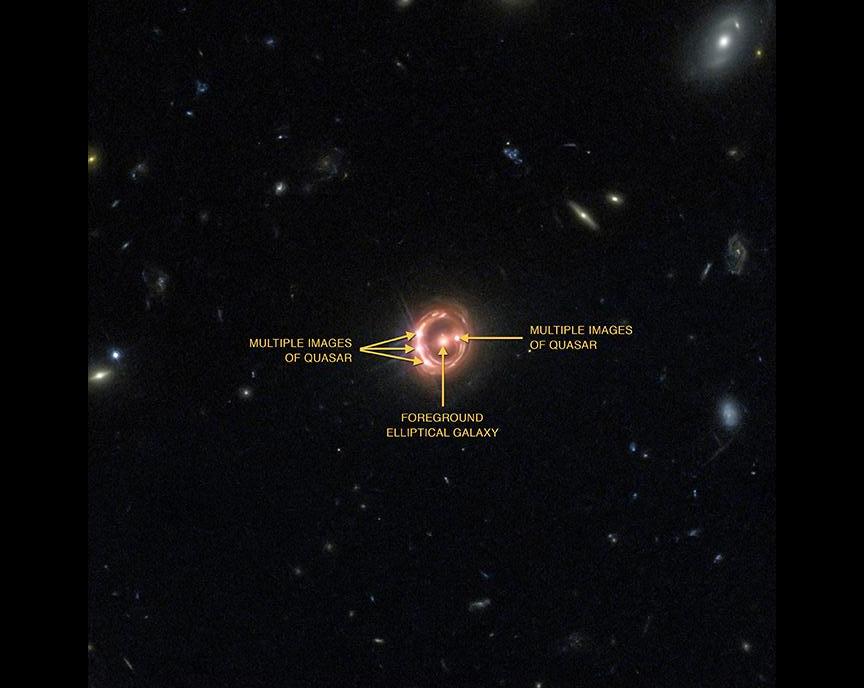 MULTIPLE IMAGES
OF QUASAR
MULTIPLE IMAGES
OF QUASAR
FOREGROUND
ELLIPTICAL GALAXY